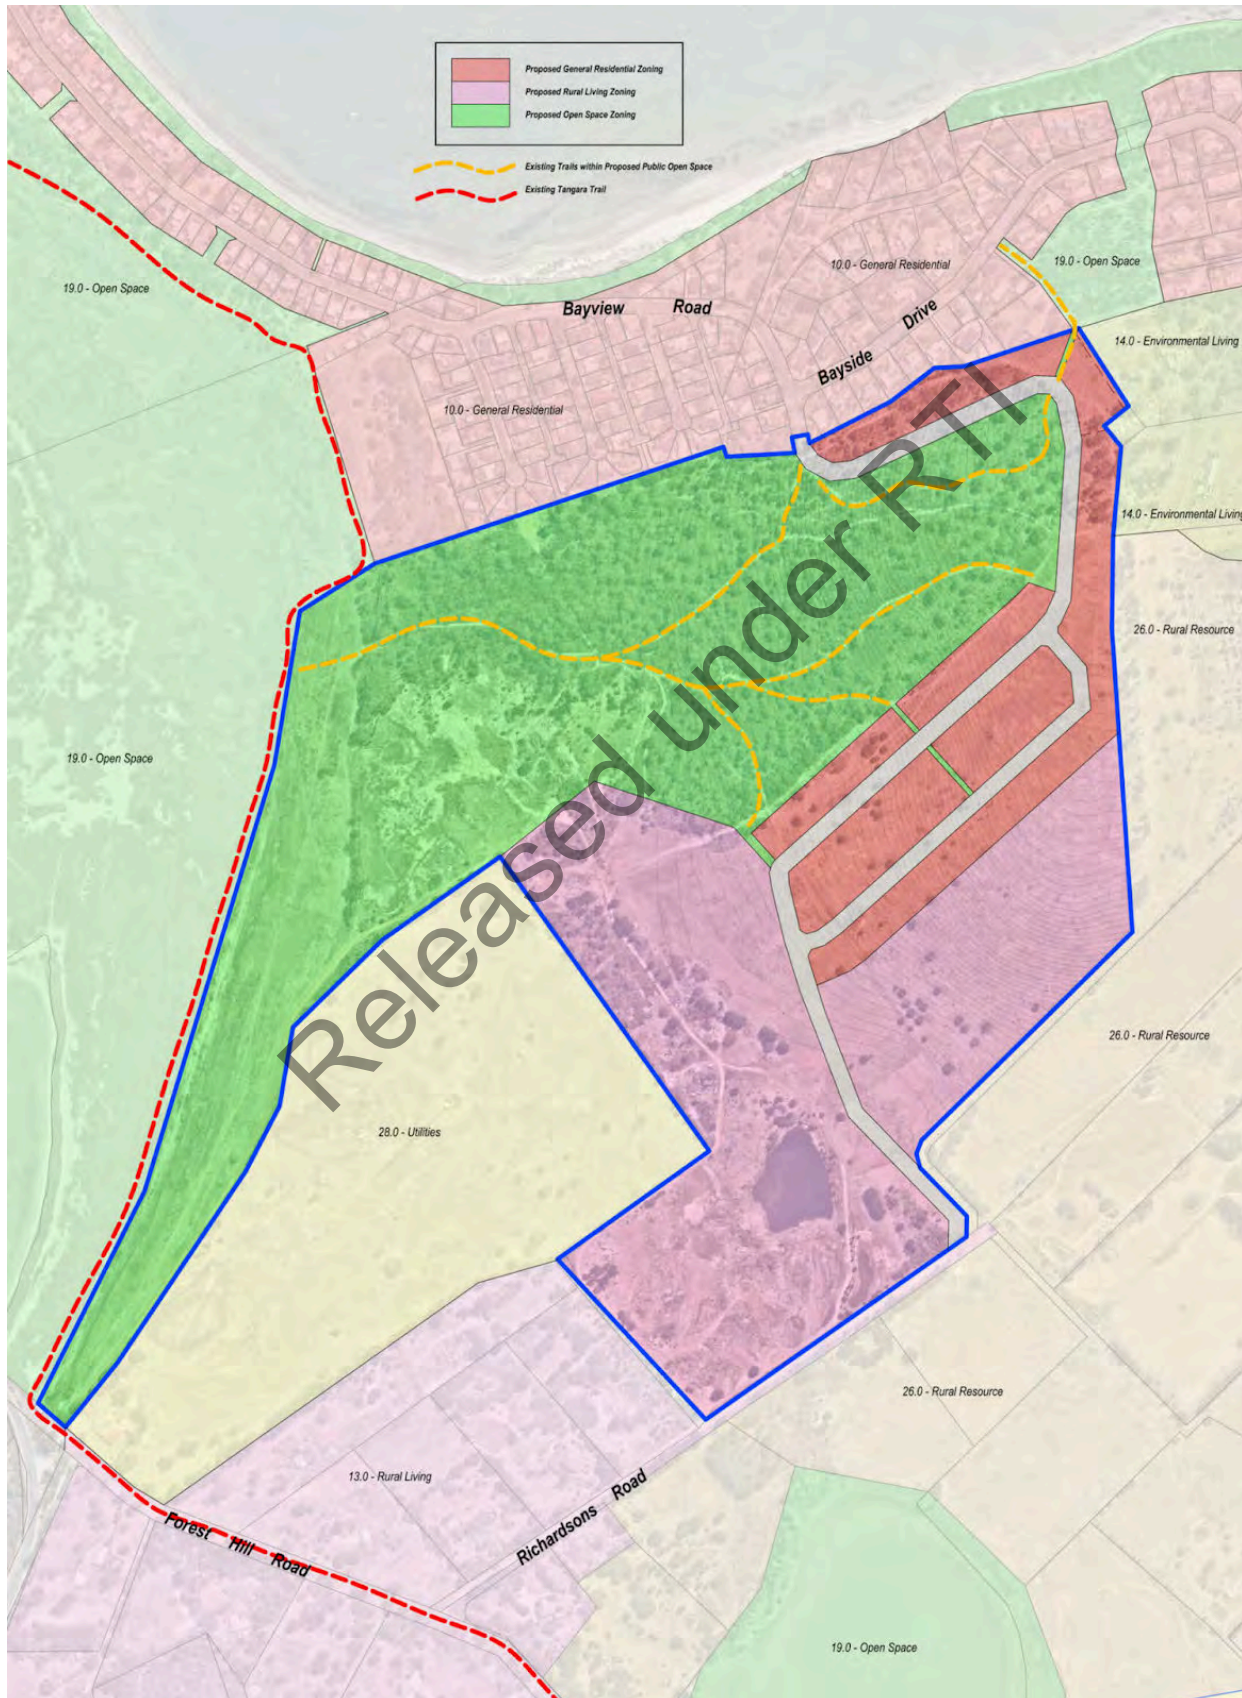 Proposed General Residential Zoning
Proposed Rural Living Zoning
Proposed Open Space Zoning
Existing Trails within Proposed Public Open Space
Existing Tangara Trail
19.0 - Open Space
10.0 - General Residential
19.0 - Open Space
Bayview Road
Bayside Drive
14.0 - Environmental Living
10.0 - General Residential
14.0 - Environmental Living
26.0 - Rural Resource
19.0 - Open Space
Released under RTI
26.0 - Rural Resource
28.0 - Utilities
26.0 - Rural Resource
13.0 - Rural Living
Richardsons Road
Forest Hill Road
19.0 - Open Space